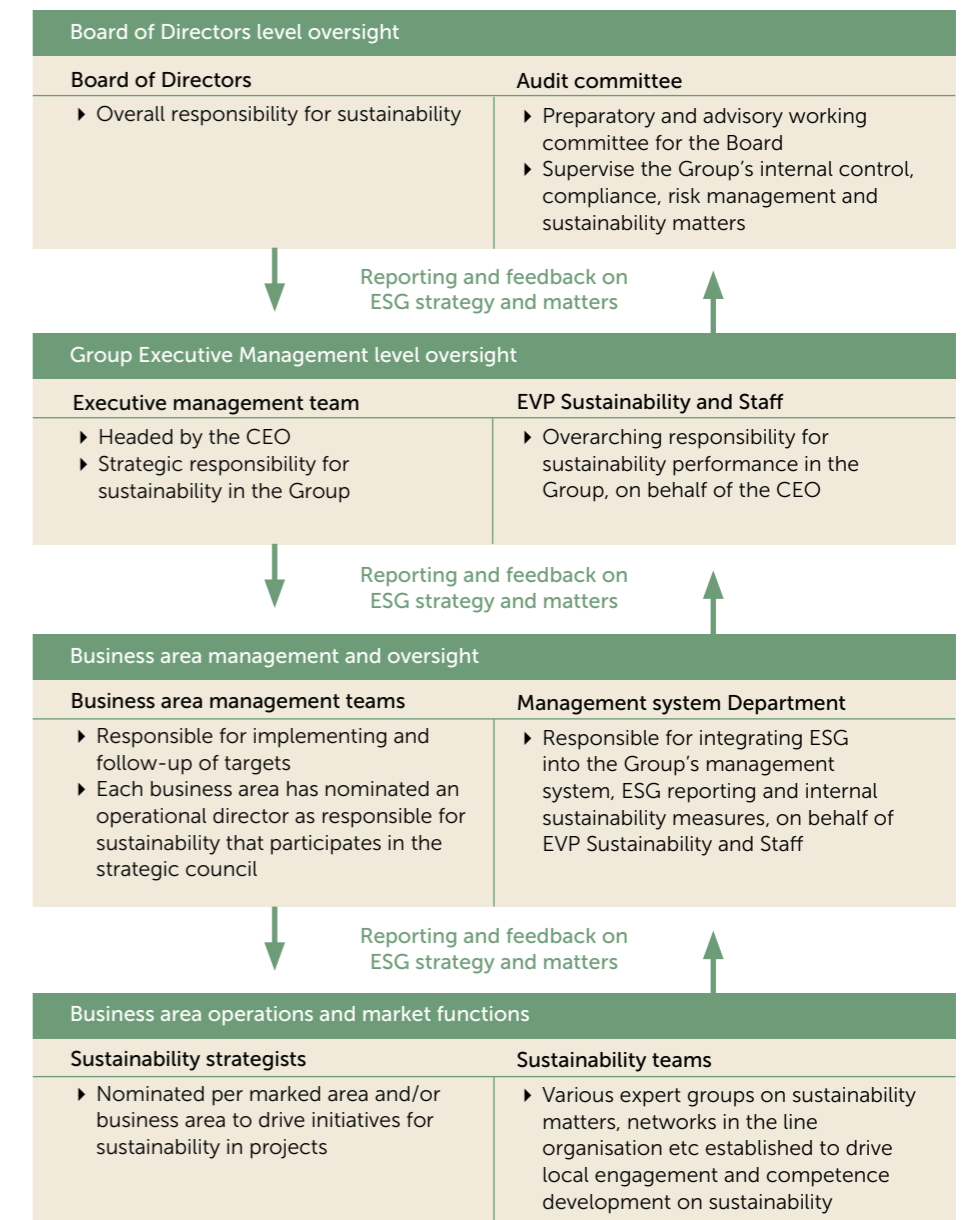 Board of Directors level oversight
Board of Directors
Overall responsibility for sustainability
Audit committee
Preparatory and advisory working
committee for the Board
Supervise the Group's internal control,
compliance, risk management and
sustainability matters
Reporting and feedback on
ESG strategy and matters
Group Executive Management level oversight
Executive management team
Headed by the CEO
Strategic responsibility for
sustainability in the Group
EVP Sustainability and Staff
Overarching responsibility for
sustainability performance in the
Group, on behalf of the CEO
Reporting and feedback on
ESG strategy and matters
Business area management and oversight
Business area management teams
Responsible for implementing and
follow-up of targets
Each business area has nominated an
operational director as responsible for
sustainability that participates in the
strategic council
Management system Department
Responsible for integrating ESG
into the Group's management
system, ESG reporting and internal
sustainability measures, on behalf of
EVP Sustainability and Staff
Reporting and feedback on
ESG strategy and matters
Business area operations and market functions
Sustainability strategists
Nominated per marked area and/or
business area to drive initiatives for
sustainability in projects
Sustainability teams
Various expert groups on sustainability
matters, networks in the line
organisation etc established to drive
local engagement and competence
development on sustainability